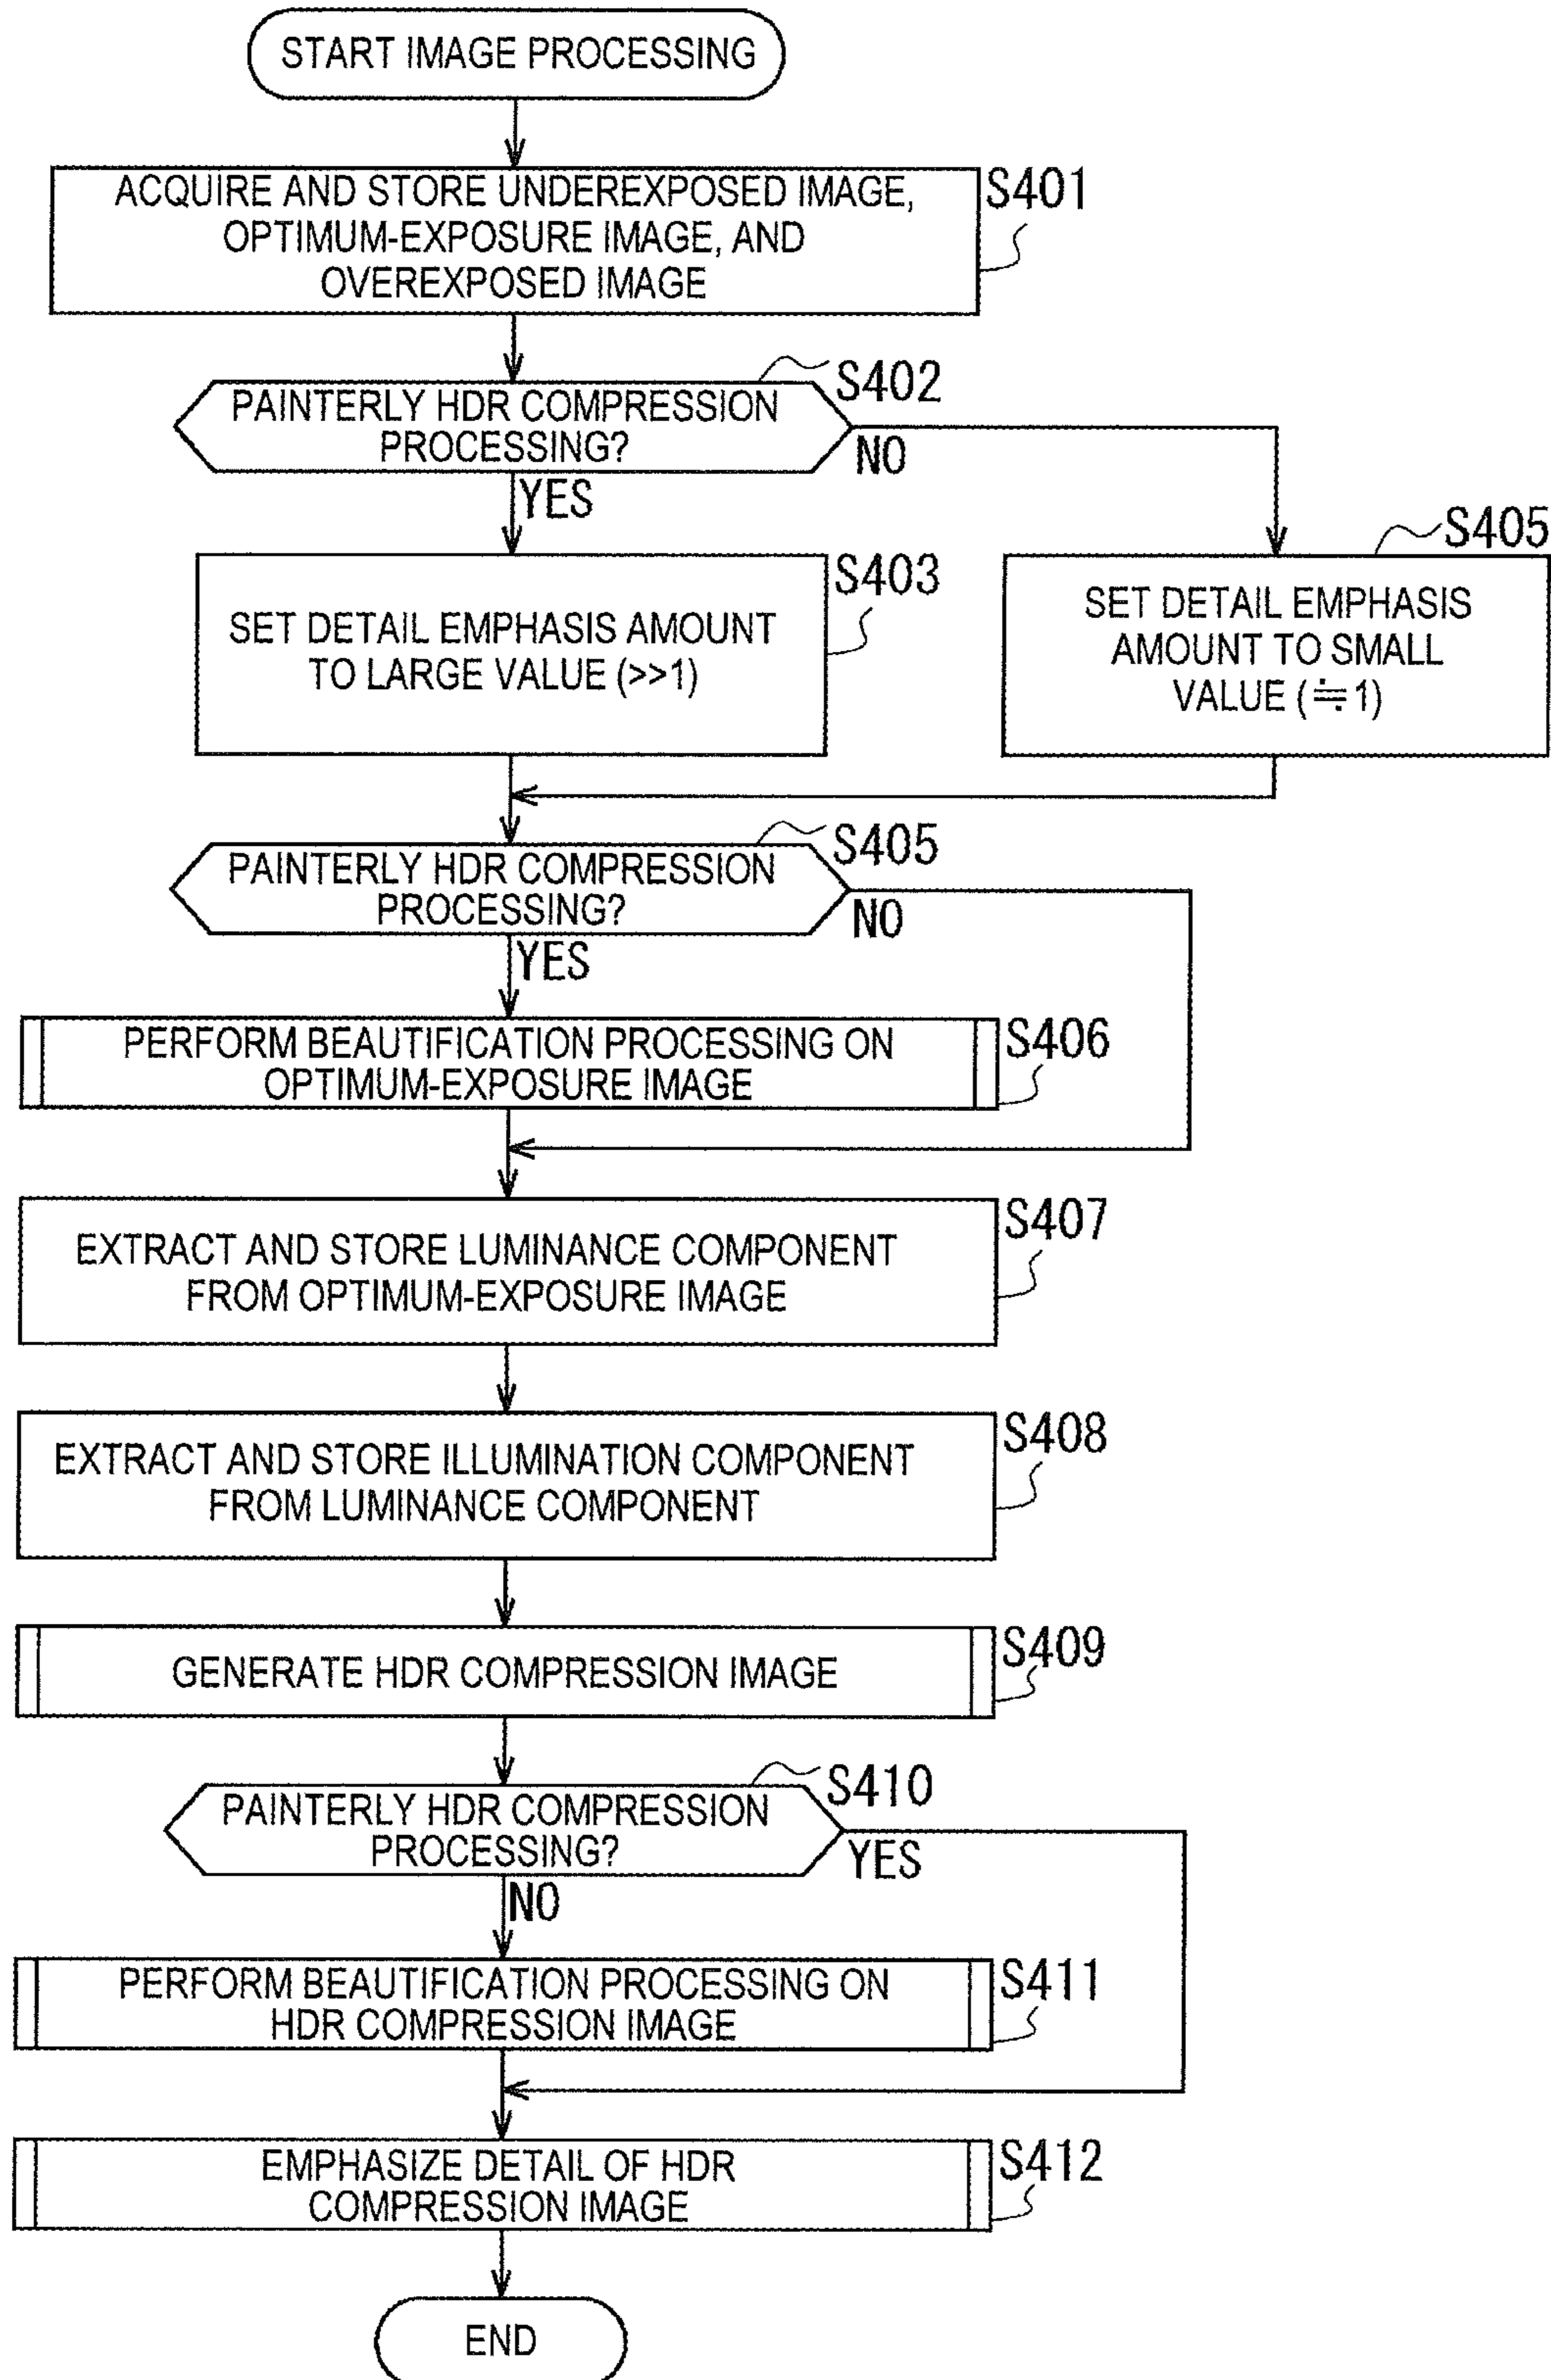 START IMAGE PROCESSING
ACQUIRE AND STORE UNDEREXPOSED IMAGE,
OPTIMUM-EXPOSURE IMAGE, AND
OVEREXPOSED IMAGE
S401
PAINTERLY HDR COMPRESSION
PROCESSING?
S402
NO
YES
SET DETAIL EMPHASIS AMOUNT
TO LARGE VALUE (>>1)
S403
SET DETAIL EMPHASIS
AMOUNT TO SMALL
VALUE (≒1)
S405
PAINTERLY HDR COMPRESSION
PROCESSING?
S405
NO
YES
PERFORM BEAUTIFICATION PROCESSING ON
OPTIMUM-EXPOSURE IMAGE
S406
EXTRACT AND STORE LUMINANCE COMPONENT
FROM OPTIMUM-EXPOSURE IMAGE
S407
EXTRACT AND STORE ILLUMINATION COMPONENT
FROM LUMINANCE COMPONENT
S408
GENERATE HDR COMPRESSION IMAGE
S409
PAINTERLY HDR COMPRESSION
PROCESSING?
S410
YES
NO
PERFORM BEAUTIFICATION PROCESSING ON
HDR COMPRESSION IMAGE
S411
EMPHASIZE DETAIL OF HDR
COMPRESSION IMAGE
S412
END